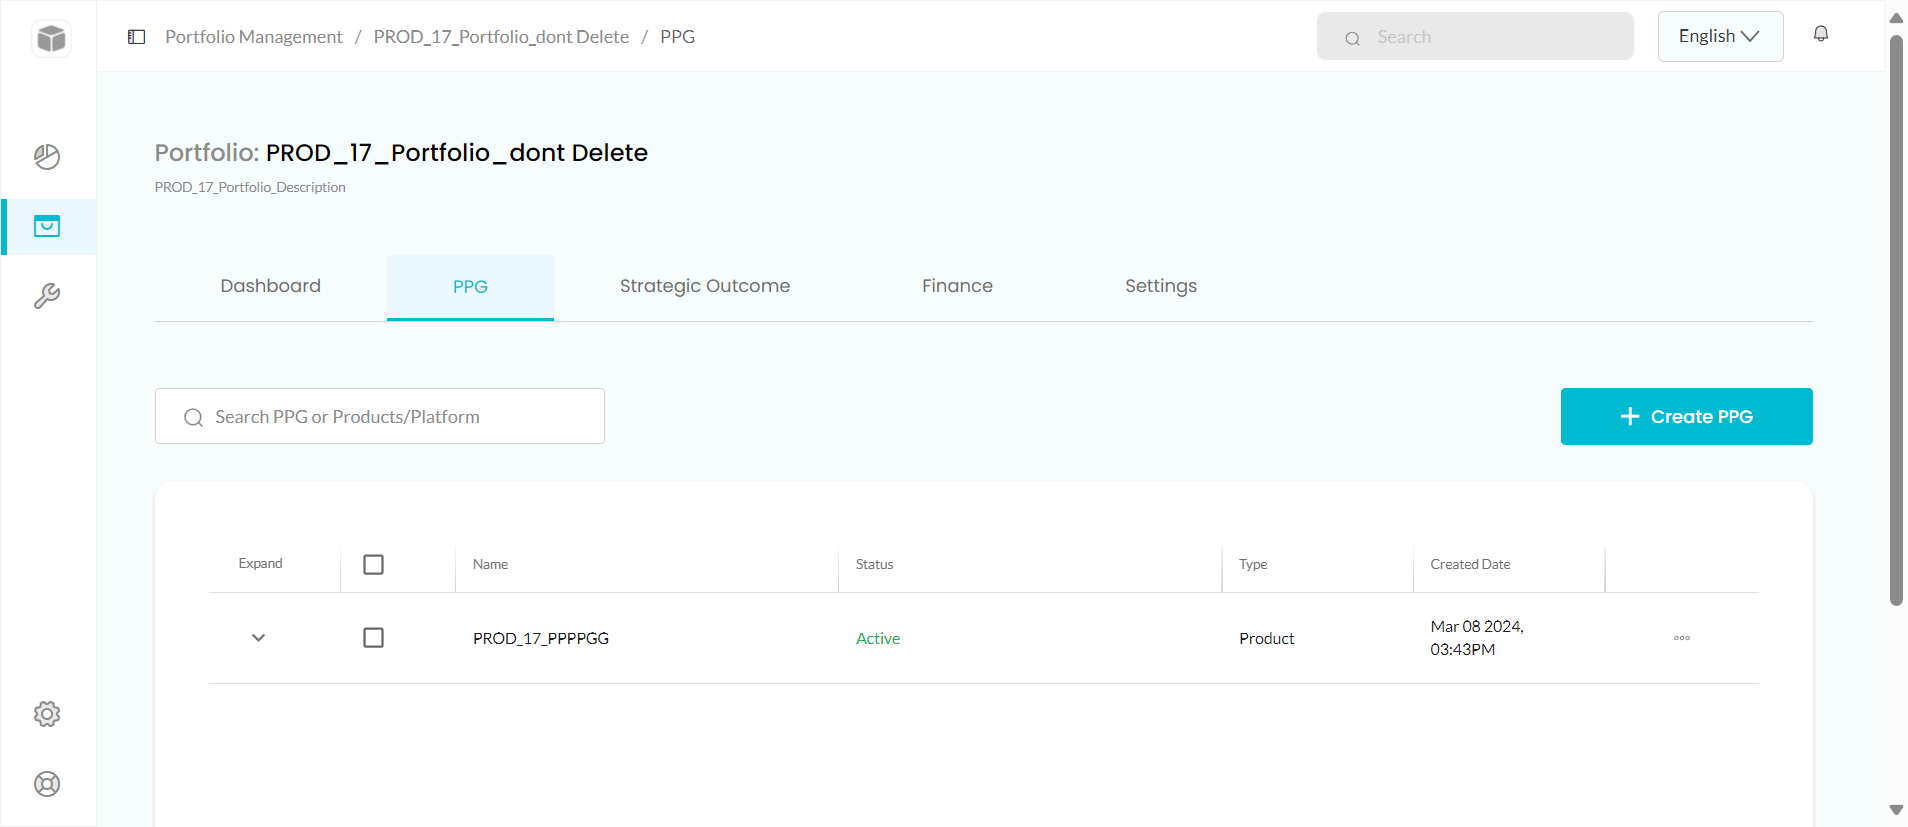 Portfolio Management / PROD_17_Portfolio_dont Delete / PPG
Search
English
Portfolio: PROD_17_Portfolio_dont Delete
PROD_17_Portfolio_Description
Dashboard
PPG
Strategic Outcome
Finance
Settings
Search PPG or Products/Platform
Create PPG
Expand
Name
Status
Type
Created Date
PROD_17_PPPPGG
Active
Product
Mar 08 2024,
03:43PM